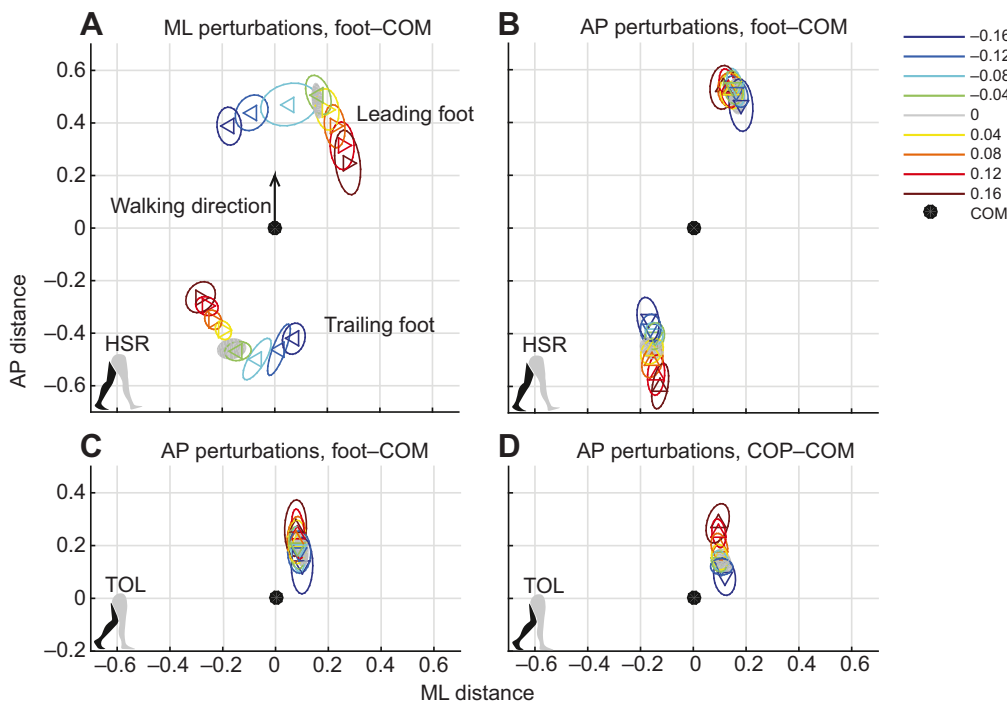 A ML perturbations, foot–COM
0.6
0.4
0.2
0
–0.2
–0.4
–0.6
AP distance
Leading foot
Walking direction
Trailing foot
HSR
B AP perturbations, foot–COM
HSR
–0.16
–0.12
–0.08
–0.04
0
0.04
0.08
0.12
0.16
COM
C AP perturbations, foot–COM
0.4
0.2
0
–0.2
TOL
–0.6 –0.4 –0.2 0 0.2 0.4 0.6
D AP perturbations, COP–COM
TOL
–0.6 –0.4 –0.2 0 0.2 0.4 0.6
ML distance